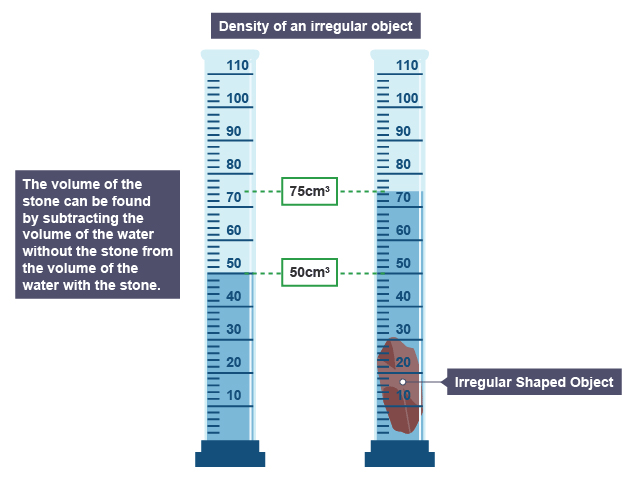 Density of an irregular object
110
100
90
80
70
60
50
40
30
20
10
The volume of the
stone can be found
by subtracting the
volume of the water
without the stone from
the volume of the
water with the stone.
75cm³
50cm³
110
100
90
80
70
60
50
40
30
20
10
Irregular Shaped Object